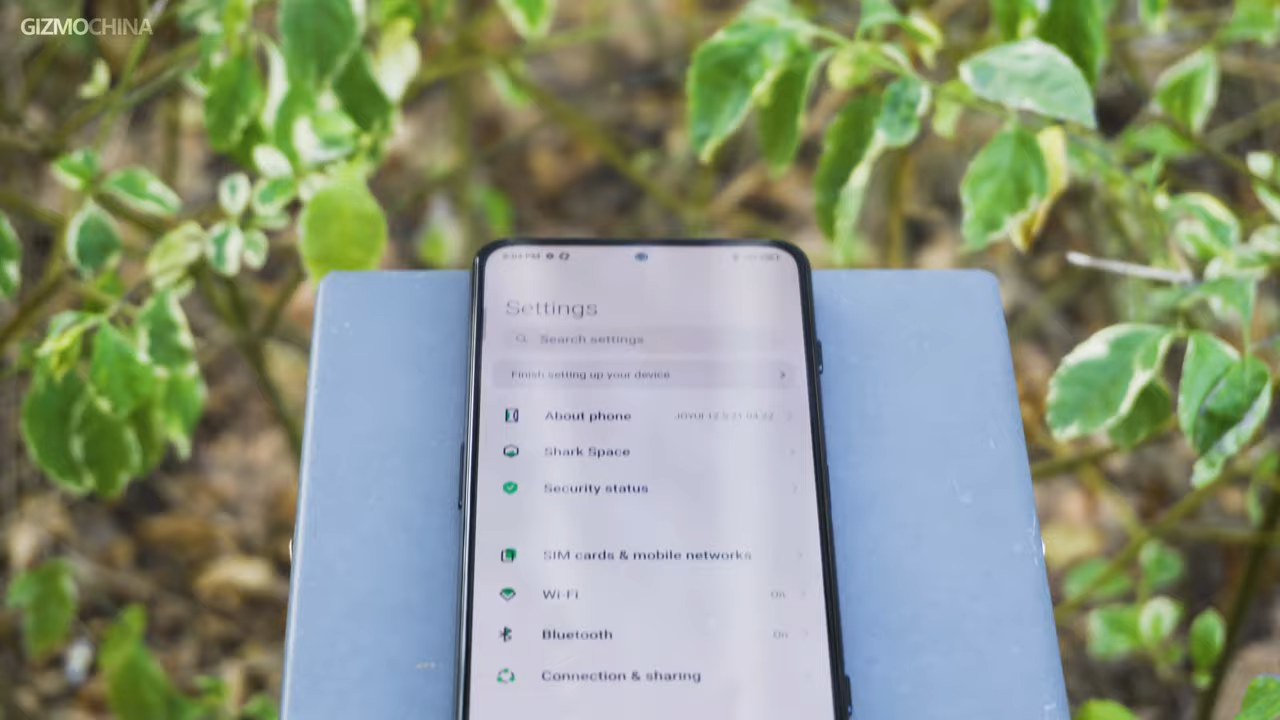 GIZMOCHINA
Settings
Search settings
Finish setting up your device
About phone
Shark Space
Security status
SIM cards & mobile networks
Wi-Fi On
Bluetooth On
Connection & sharing